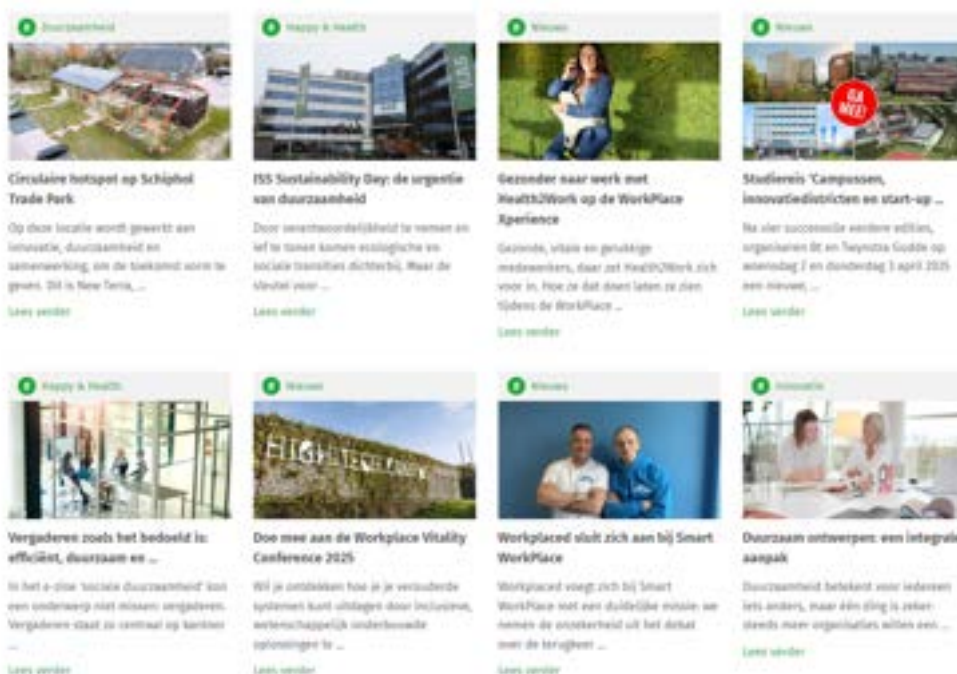 Duurzaamheid
Circulaire hotspot op Schiphol
Trade Park
Op deze locatie wordt gewerkt aan
innovatie, duurzaamheid en
samenwerking, om de toekomst vorm te
geven. Dit is New Terra, ...
Lees verder
Happy & Health
ISS
ISS Sustainability Day: de urgentie
van duurzaamheid
Door verantwoordelijkheid te nemen en
lef te tonen komen ecologische en
sociale transities dichterbij. Maar de
sleutel voor ...
Lees verder
Nieuws
Gezonder naar werk met
Health2Work op de WorkPlace
Xperience
Gezonde, vitale en gelukkige
medewerkers, daar zet Health2Work zich
voor in. Hoe ze dat doen laten ze zien
tijdens de WorkPlace ...
Lees verder
Nieuws
GA
MEE!
Studiereis 'Campussen,
innovatiedistricten en start-up ...
Na vier succesvolle eerdere edities,
organiseren Bt en Twynstra Gudde op
woensdag 2 en donderdag 3 april 2025
een nieuwe, ...
Lees verder
Happy & Health
Vergaderen zoals het bedoeld is:
efficiënt, duurzaam en ...
In het e-zine 'sociale duurzaamheid' kon
een onderwerp niet missen: vergaderen.
Vergaderen staat zo centraal op kantoor
...
Lees verder
Nieuws
HIGH TECH
Doe mee aan de Workplace Vitality
Conference 2025
Wil je ontdekken hoe je je verouderde
systemen kunt uitdagen door inclusieve,
wetenschappelijk onderbouwde
oplossingen te ...
Lees verder
Nieuws
Workplaced sluit zich aan bij Smart
WorkPlace
Workplaced voegt zich bij Smart
WorkPlace met een duidelijke missie: we
nemen de onzekerheid uit het debat
over de terugkeer ...
Lees verder
Innovatie
Duurzaam ontwerpen: een integrale
aanpak
Duurzaamheid betekent voor iedereen
iets anders, maar één ding is zeker:
steeds meer organisaties willen een ...
Lees verder